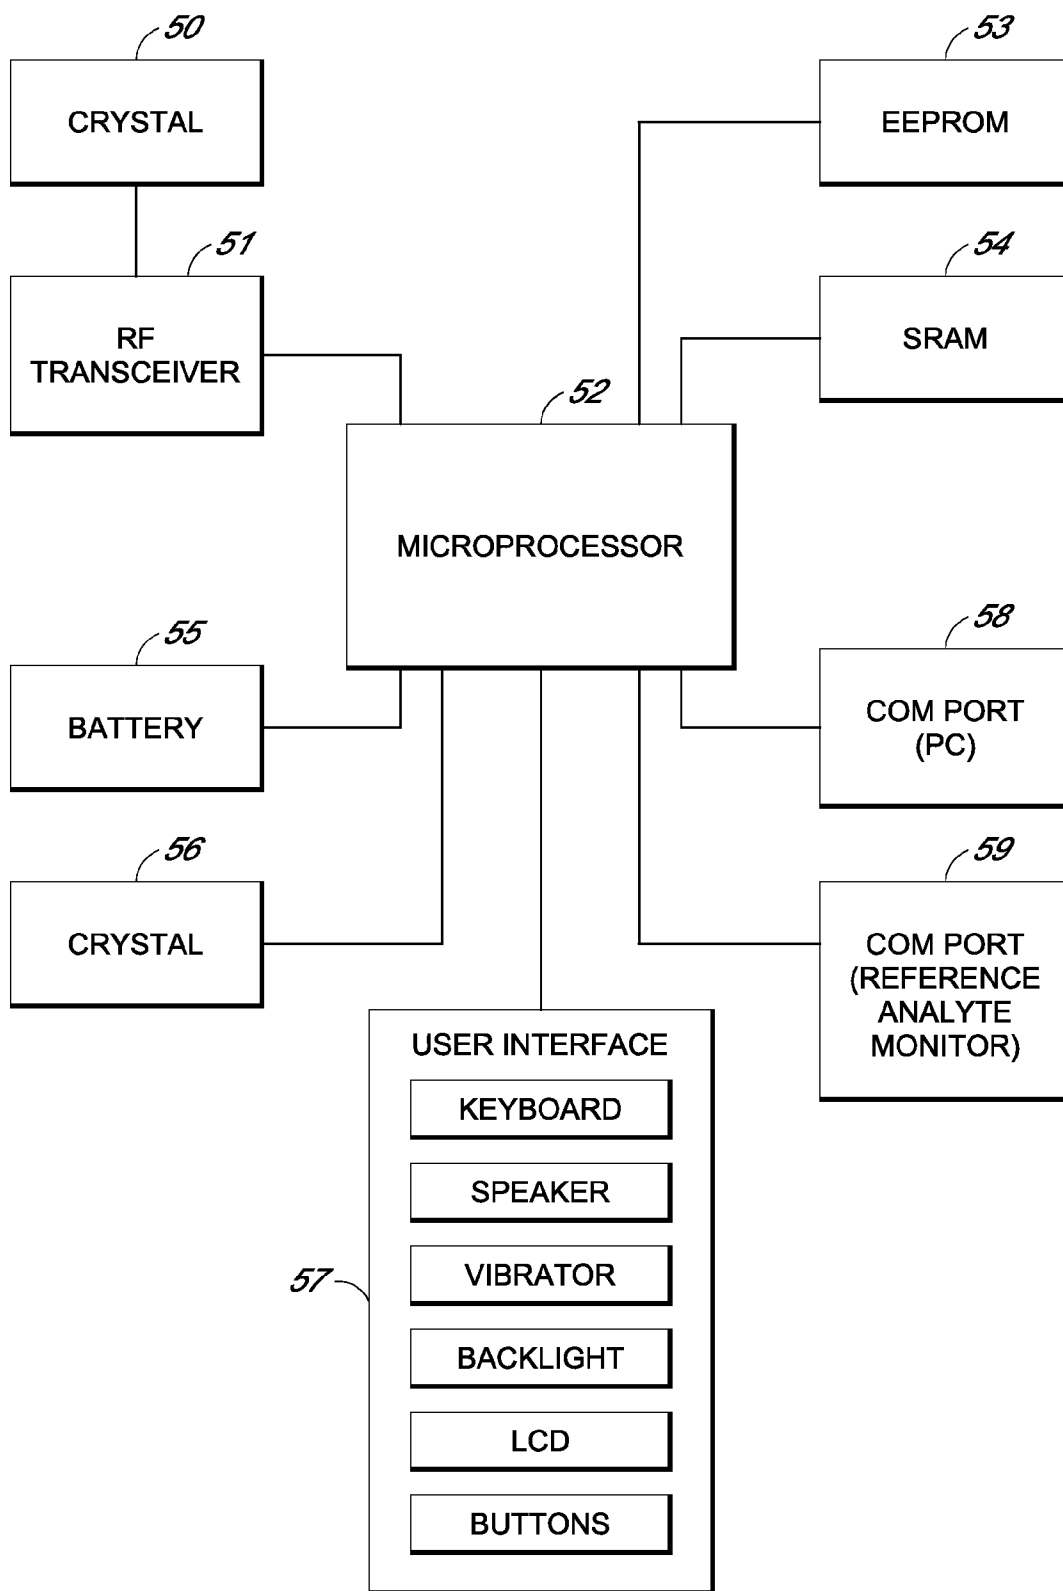 50
CRYSTAL
53
EEPROM
51
RF
TRANSCEIVER
54
SRAM
52
MICROPROCESSOR
55
BATTERY
58
COM PORT
(PC)
56
CRYSTAL
59
COM PORT
(REFERENCE
ANALYTE
MONITOR)
57
USER INTERFACE
KEYBOARD
SPEAKER
VIBRATOR
BACKLIGHT
LCD
BUTTONS